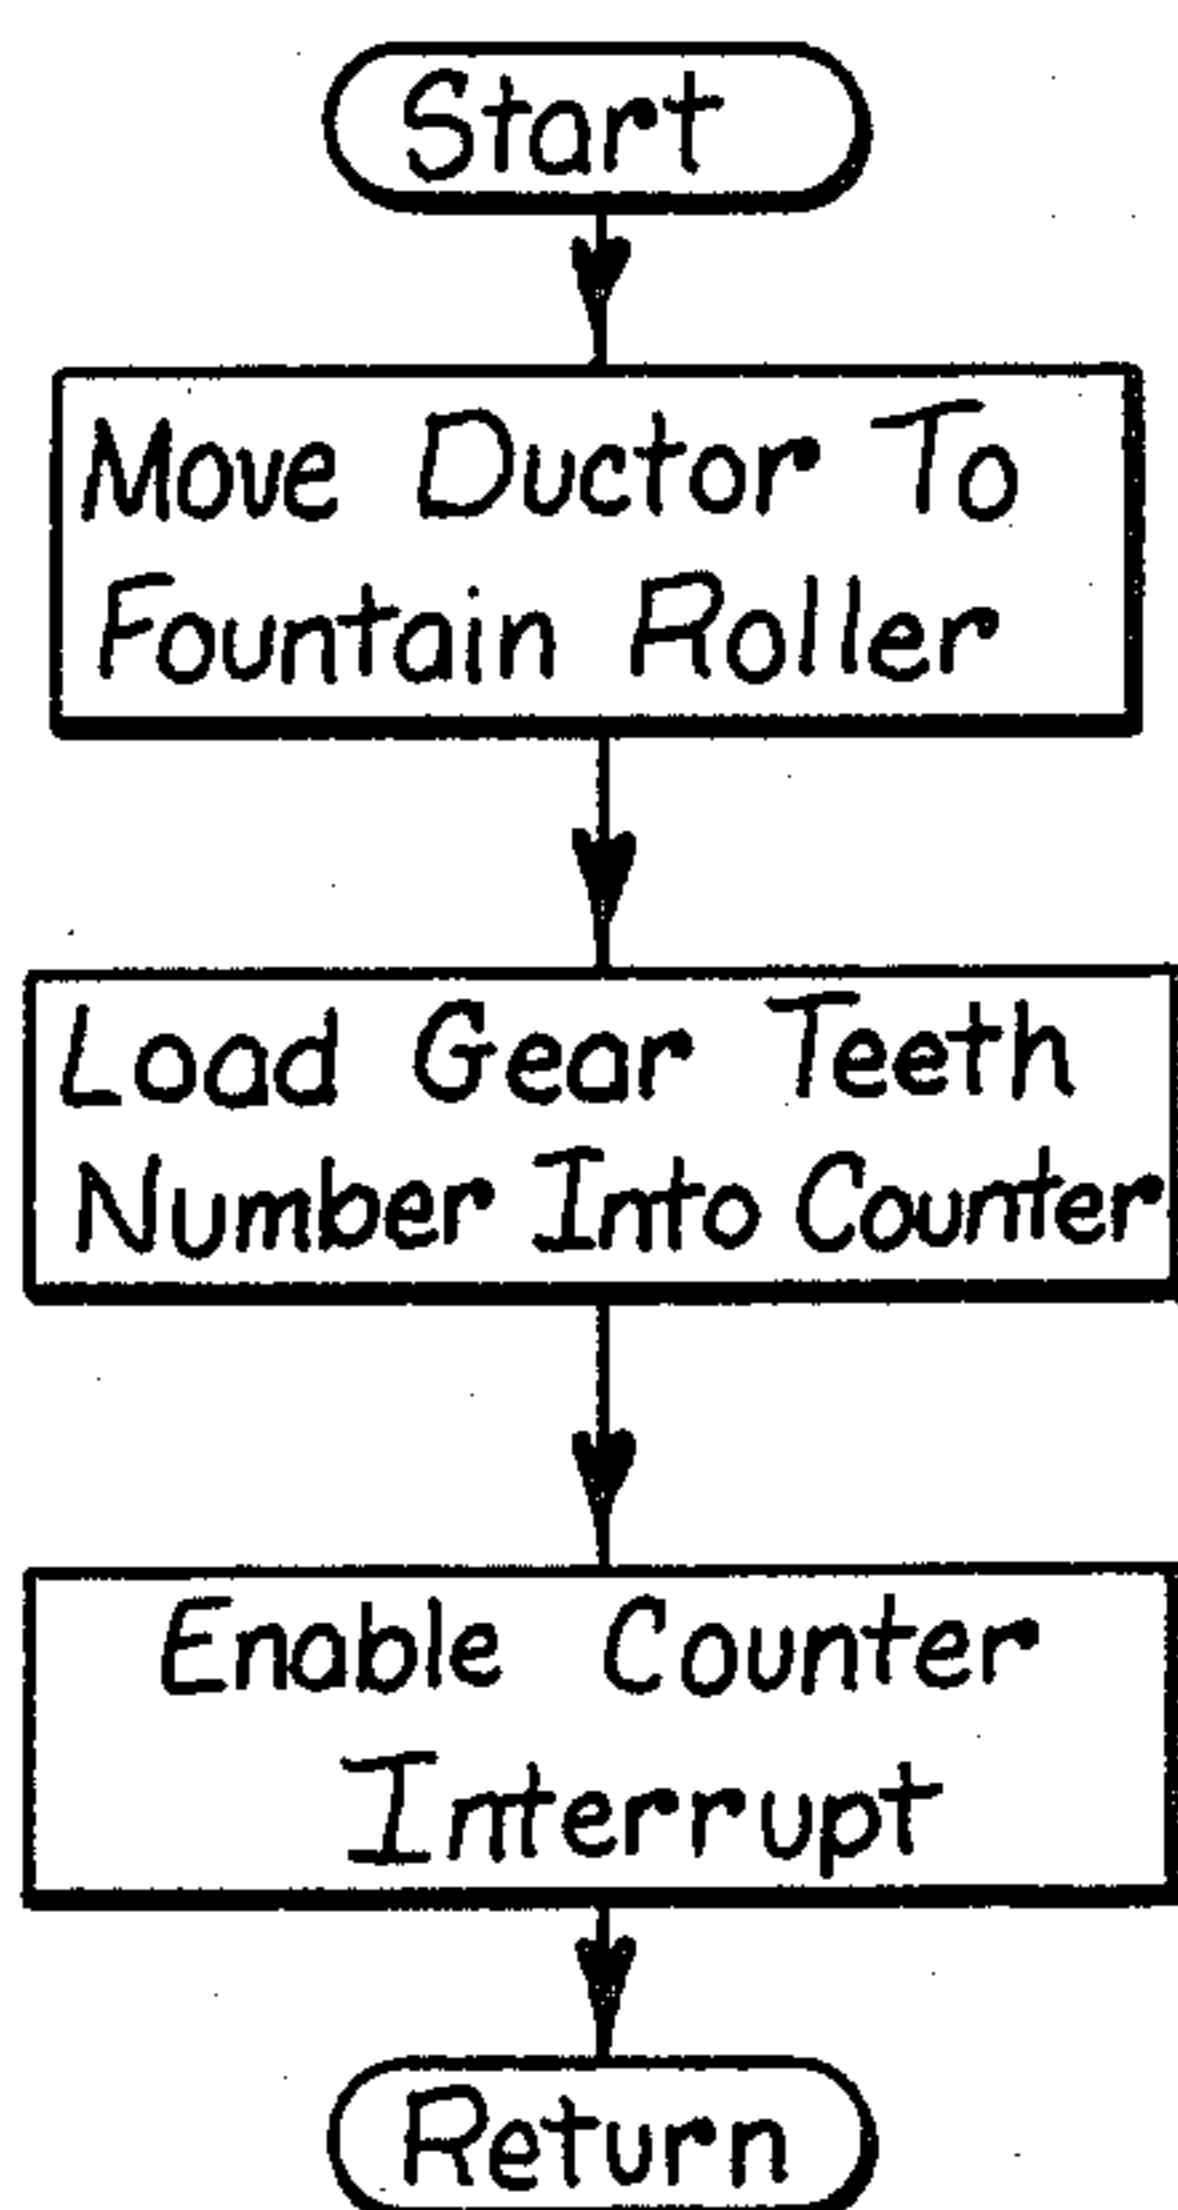 Start
Move Ductor To
Fountain Roller
Load Gear Teeth
Number Into Counter
Enable Counter
Interrupt
Return